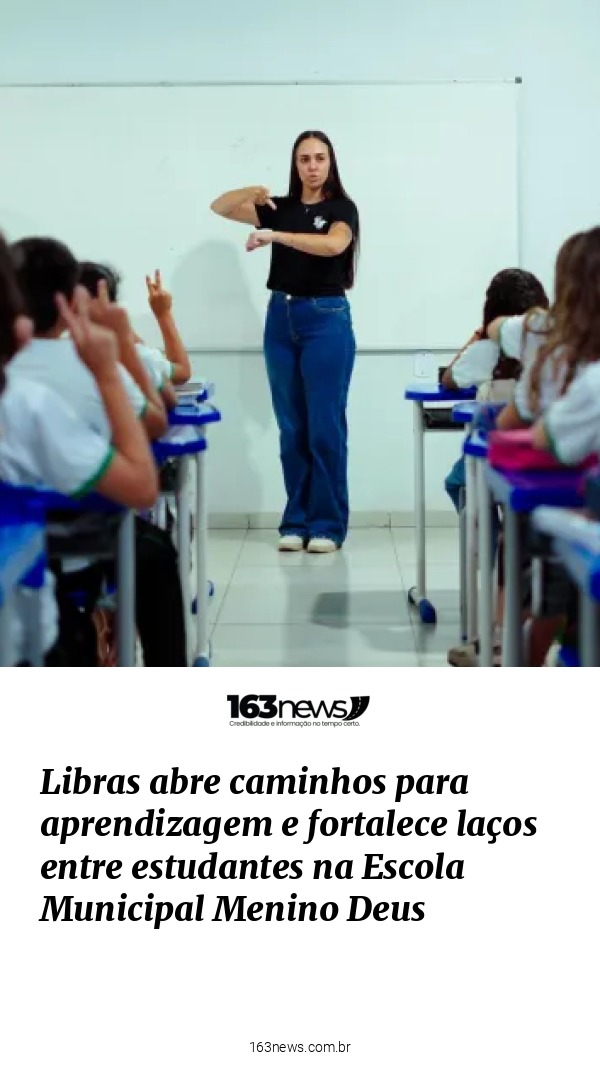 163news
Credibilidade e informação no tempo certo.
Libras abre caminhos para
aprendizagem e fortalece laços
entre estudantes na Escola
Municipal Menino Deus
163news.com.br